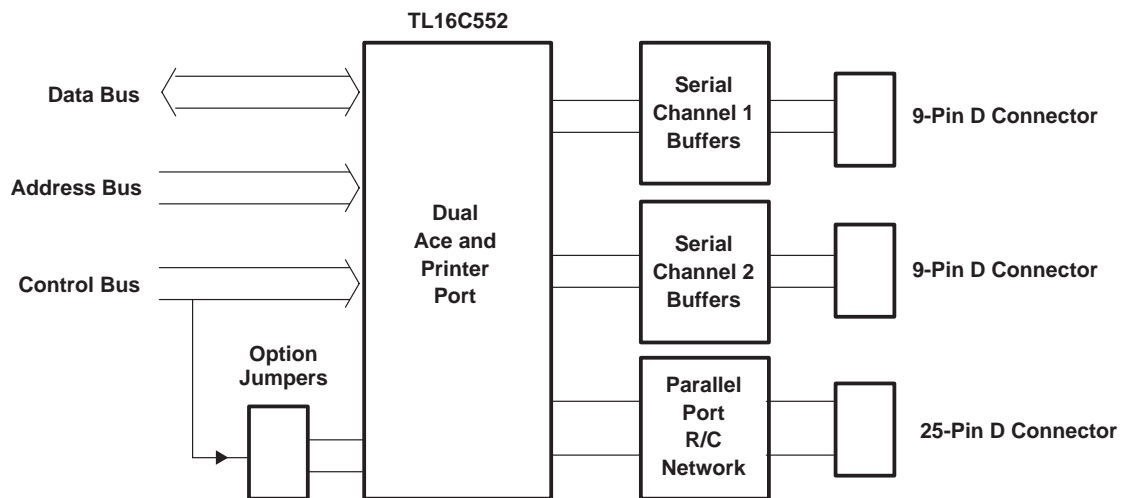 TL16C552
Data Bus
Address Bus
Control Bus
Option
Jumpers
Dual
Ace and
Printer
Port
Serial
Channel 1
Buffers
9-Pin D Connector
Serial
Channel 2
Buffers
9-Pin D Connector
Parallel
Port
R/C
Network
25-Pin D Connector